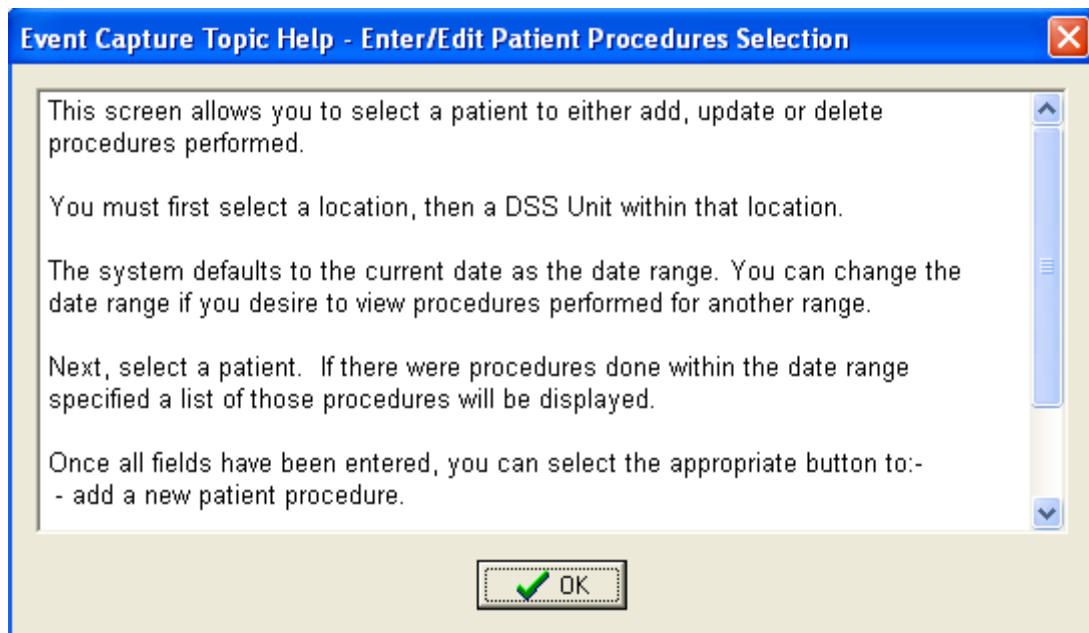 Event Capture Topic Help - Enter/Edit Patient Procedures Selection
This screen allows you to select a patient to either add, update or delete
procedures performed.
You must first select a location, then a DSS Unit within that location.
The system defaults to the current date as the date range. You can change the
date range if you desire to view procedures performed for another range.
Next, select a patient.  If there were procedures done within the date range
specified a list of those procedures will be displayed.
Once all fields have been entered, you can select the appropriate button to:-
- add a new patient procedure.
OK